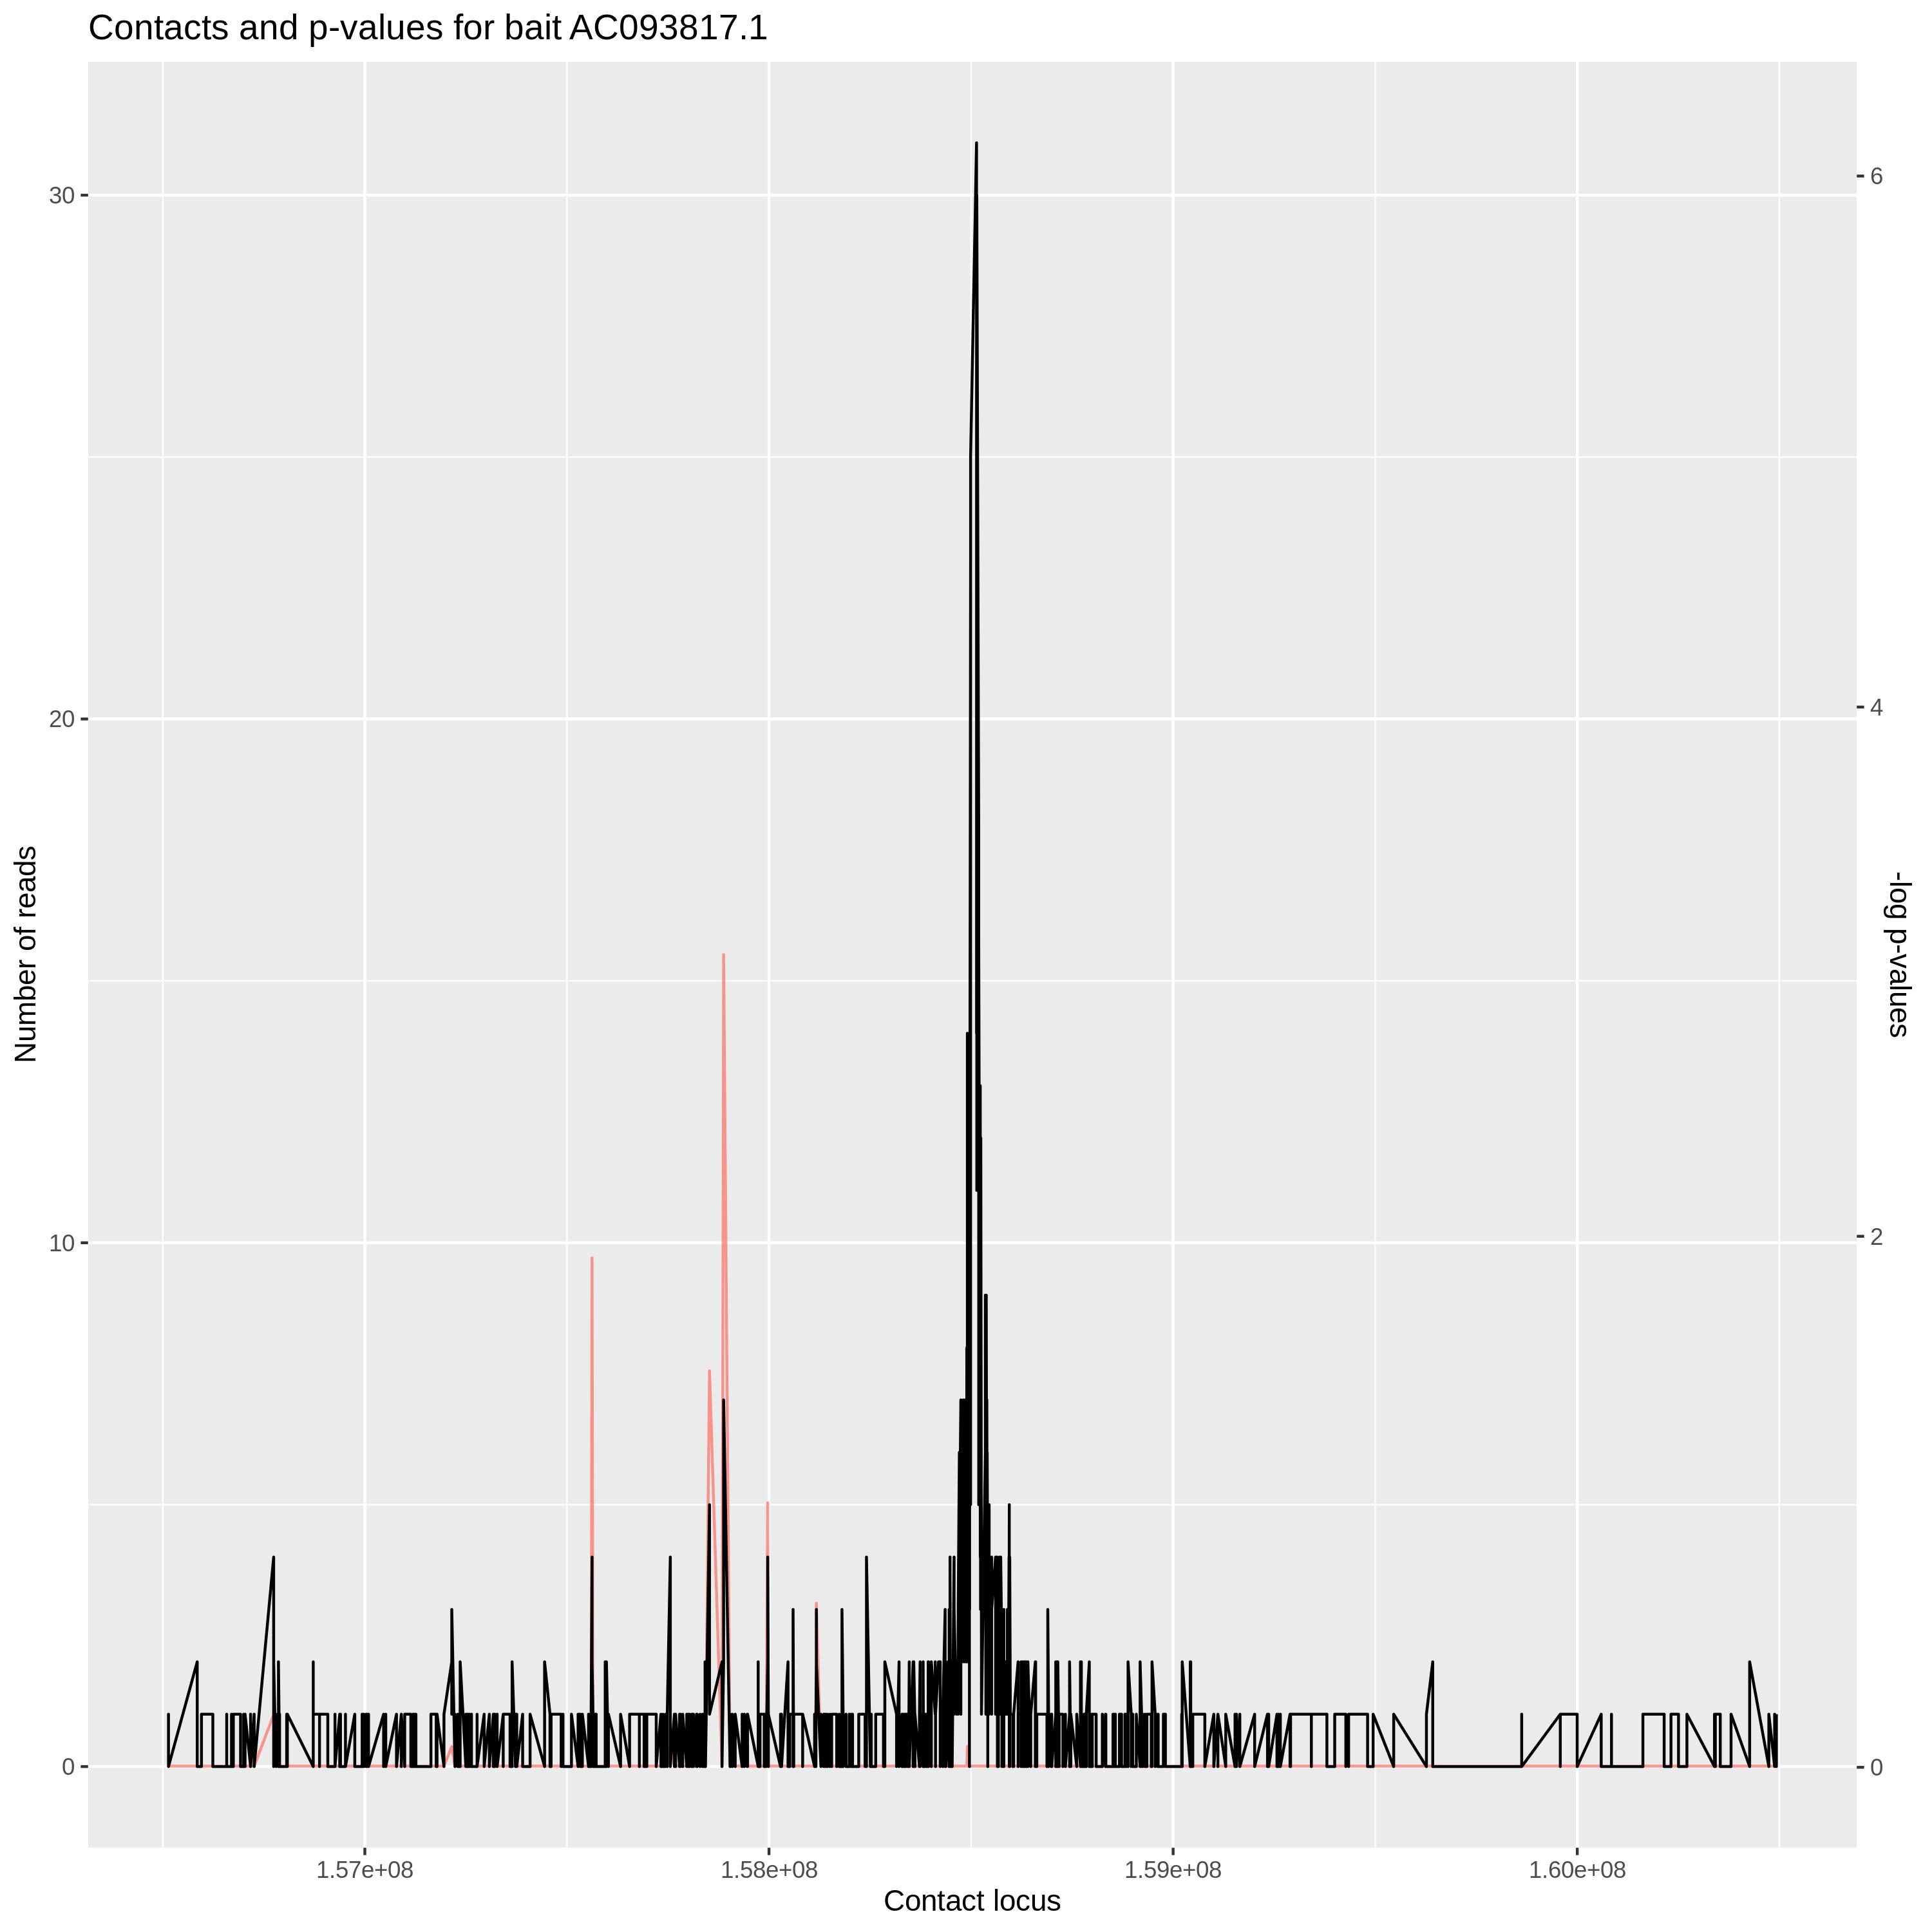 Contacts and p-values for bait AC093817.1
30
20
10
0
Number of reads
6
4
2
0
-log p-values
1.57e+08
1.58e+08
1.59e+08
1.60e+08
Contact locus